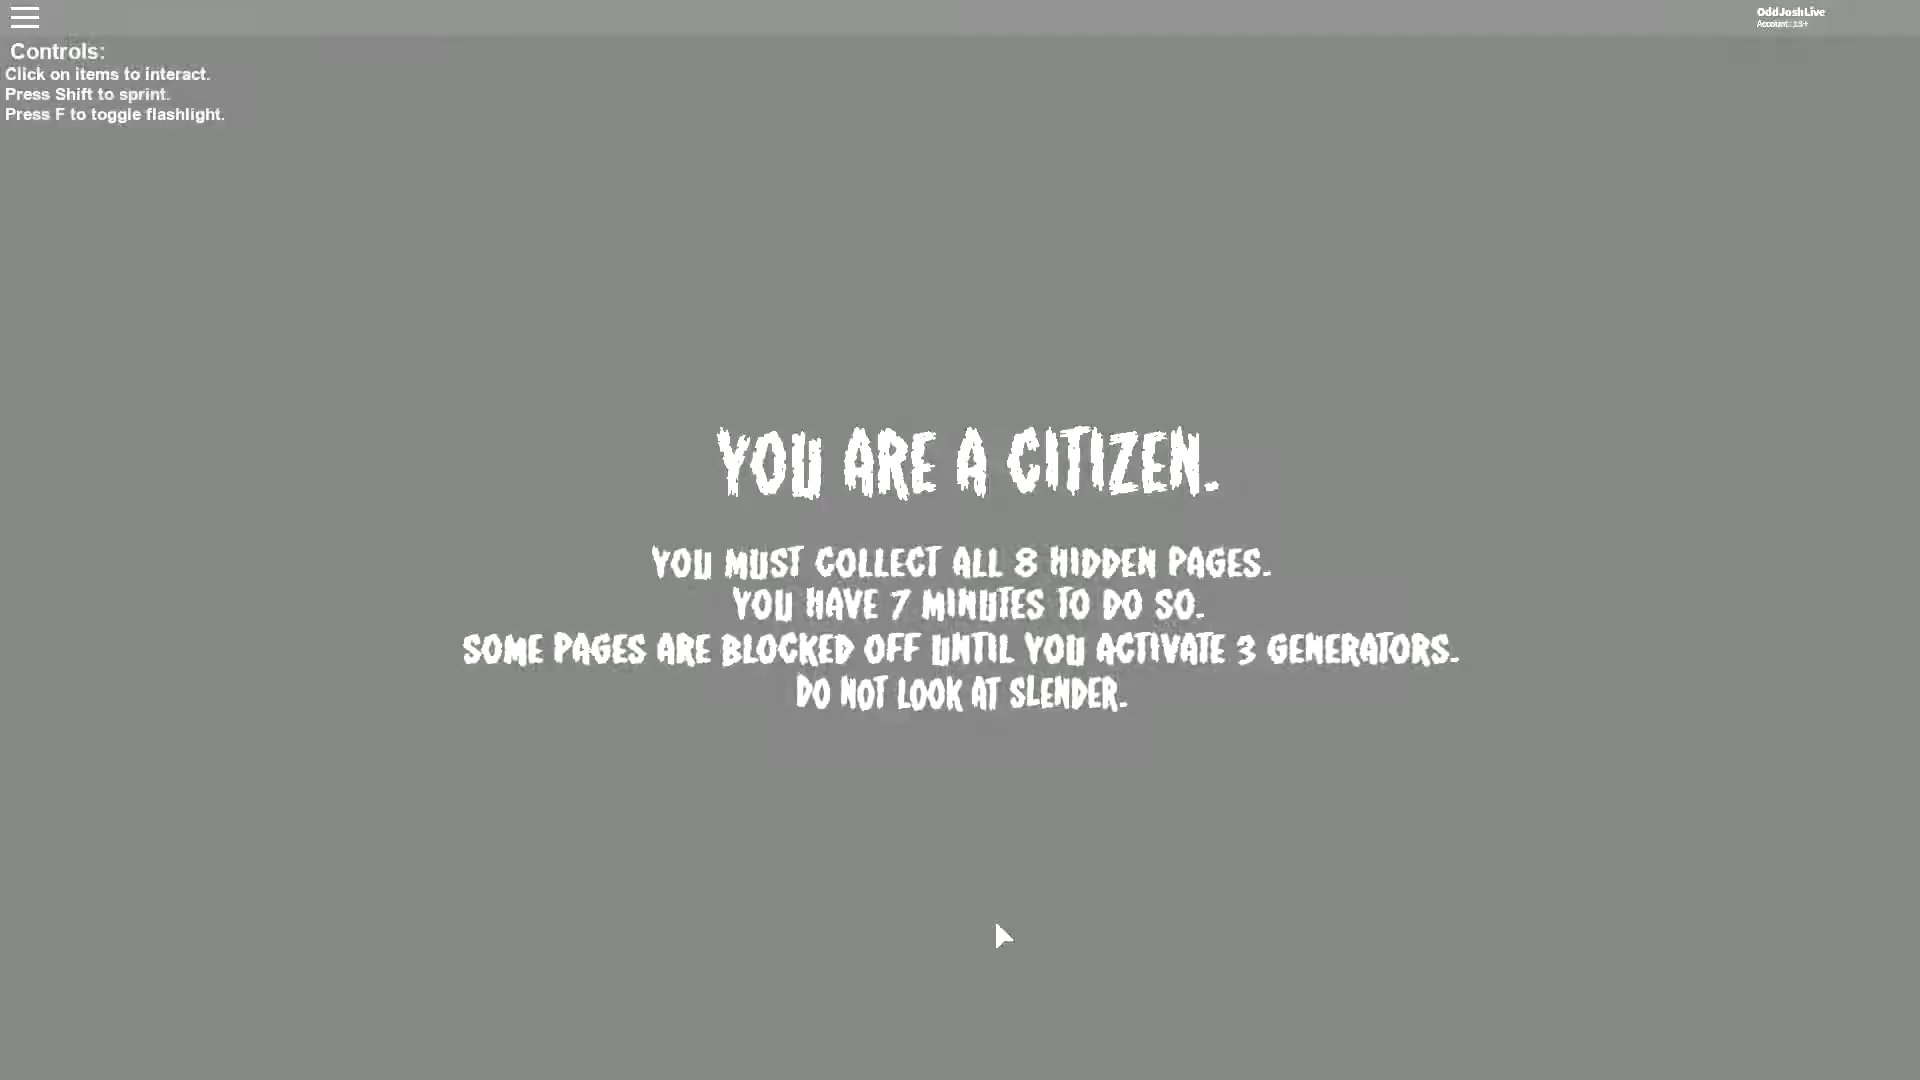 OddJoshLive
Account: 13+
Controls:
Click on items to interact.
Press Shift to sprint.
Press F to toggle flashlight.
YOU ARE A CITIZEN.
YOU MUST COLLECT ALL 8 HIDDEN PAGES.
YOU HAVE 7 MINUTES TO DO SO.
SOME PAGES ARE BLOCKED OFF UNTIL YOU ACTIVATE 3 GENERATORS.
DO NOT LOOK AT SLENDER.